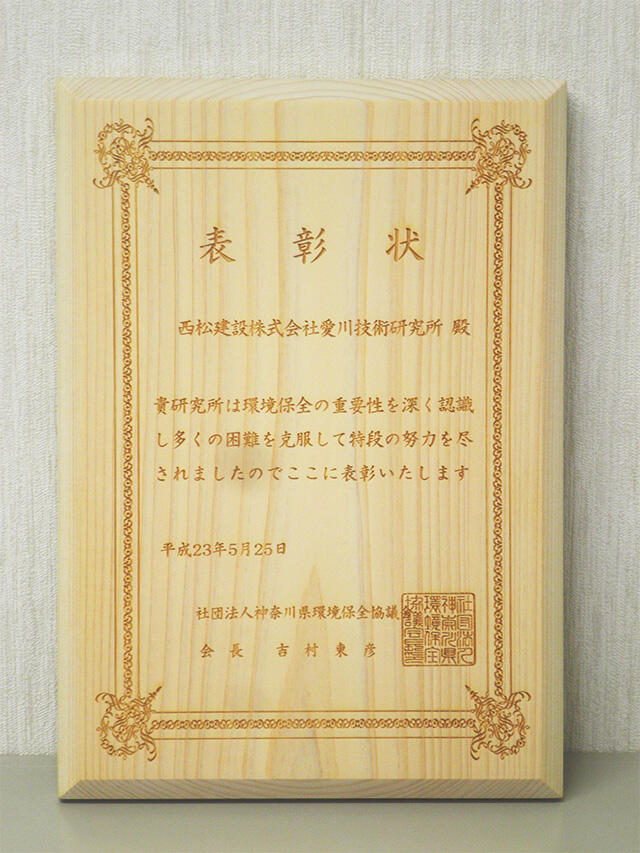 表彰状
西松建設株式会社愛川技術研究所 殿
貴研究所は環境保全の重要性を深く認識
し多くの困難を克服して特段の努力を尽
されましたのでここに表彰いたします
平成23年5月25日
社団法人神奈川県環境保全協議会
会長 吉村東彦